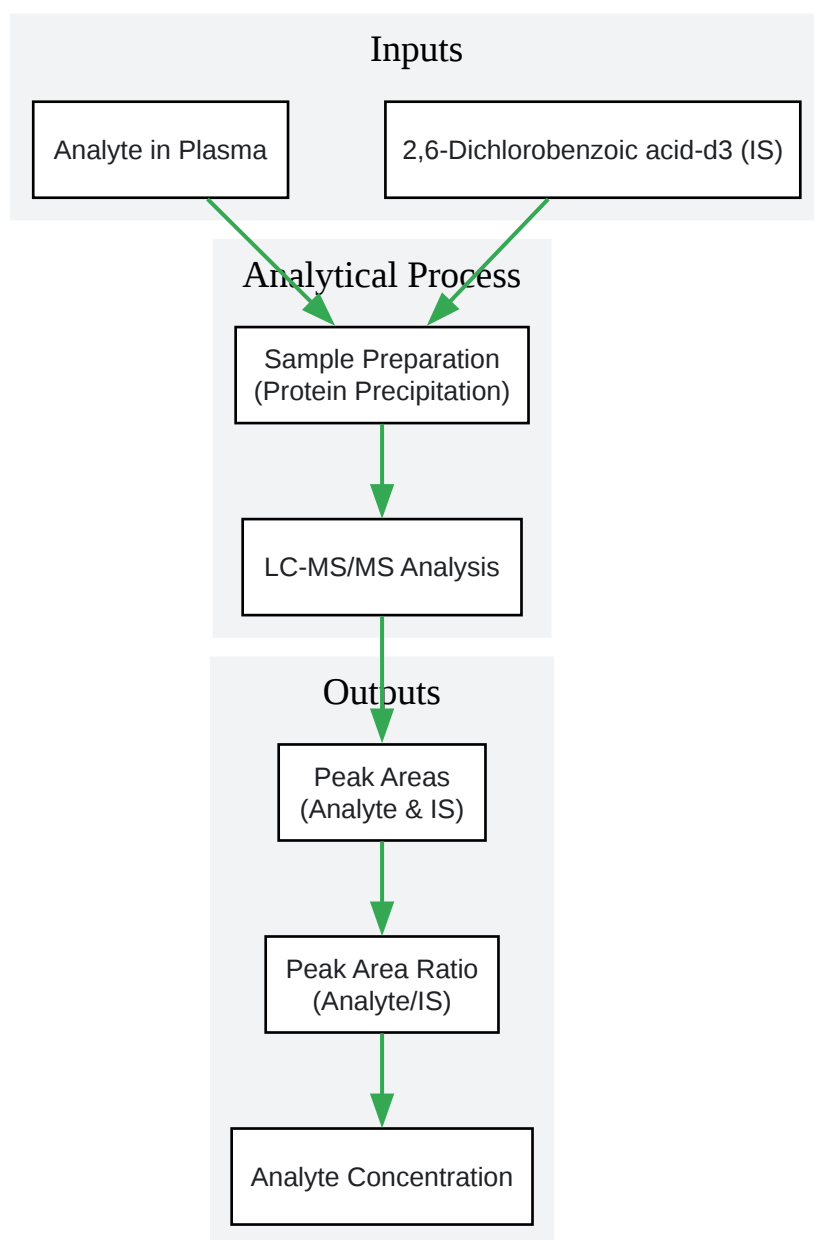 Inputs
Analyte in Plasma
2,6-Dichlorobenzoic acid-d3 (IS)
Analytical Process
Sample Preparation
(Protein Precipitation)
LC-MS/MS Analysis
Outputs
Peak Areas
(Analyte & IS)
Peak Area Ratio
(Analyte/IS)
Analyte Concentration